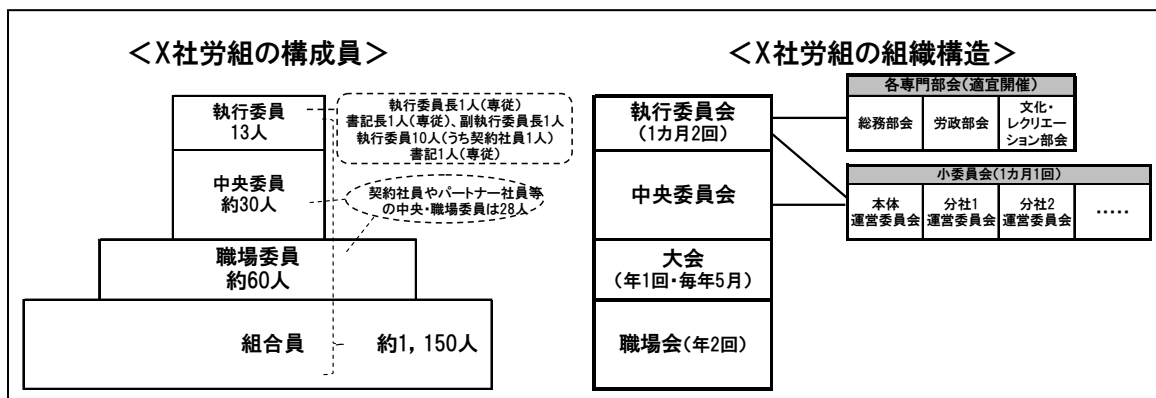 ＜X社労組の構成員＞
執行委員
13人
執行委員長1人(専従)
書記長1人(専従)、副執行委員長1人
執行委員10人(うち契約社員1人)
書記1人(専従)
中央委員
約30人
契約社員やパートナー社員等
の中央・職場委員は28人
職場委員
約60人
組合員 約1，150人
＜X社労組の組織構造＞
執行委員会
(1カ月2回)
中央委員会
大会
(年1回・毎年5月)
職場会(年2回)
各専門部会(適宜開催)
総務部会
労政部会
文化・
レクリエー
ション部会
小委員会(1カ月1回)
本体
運営委員会
分社1
運営委員会
分社2
運営委員会
‥‥‥